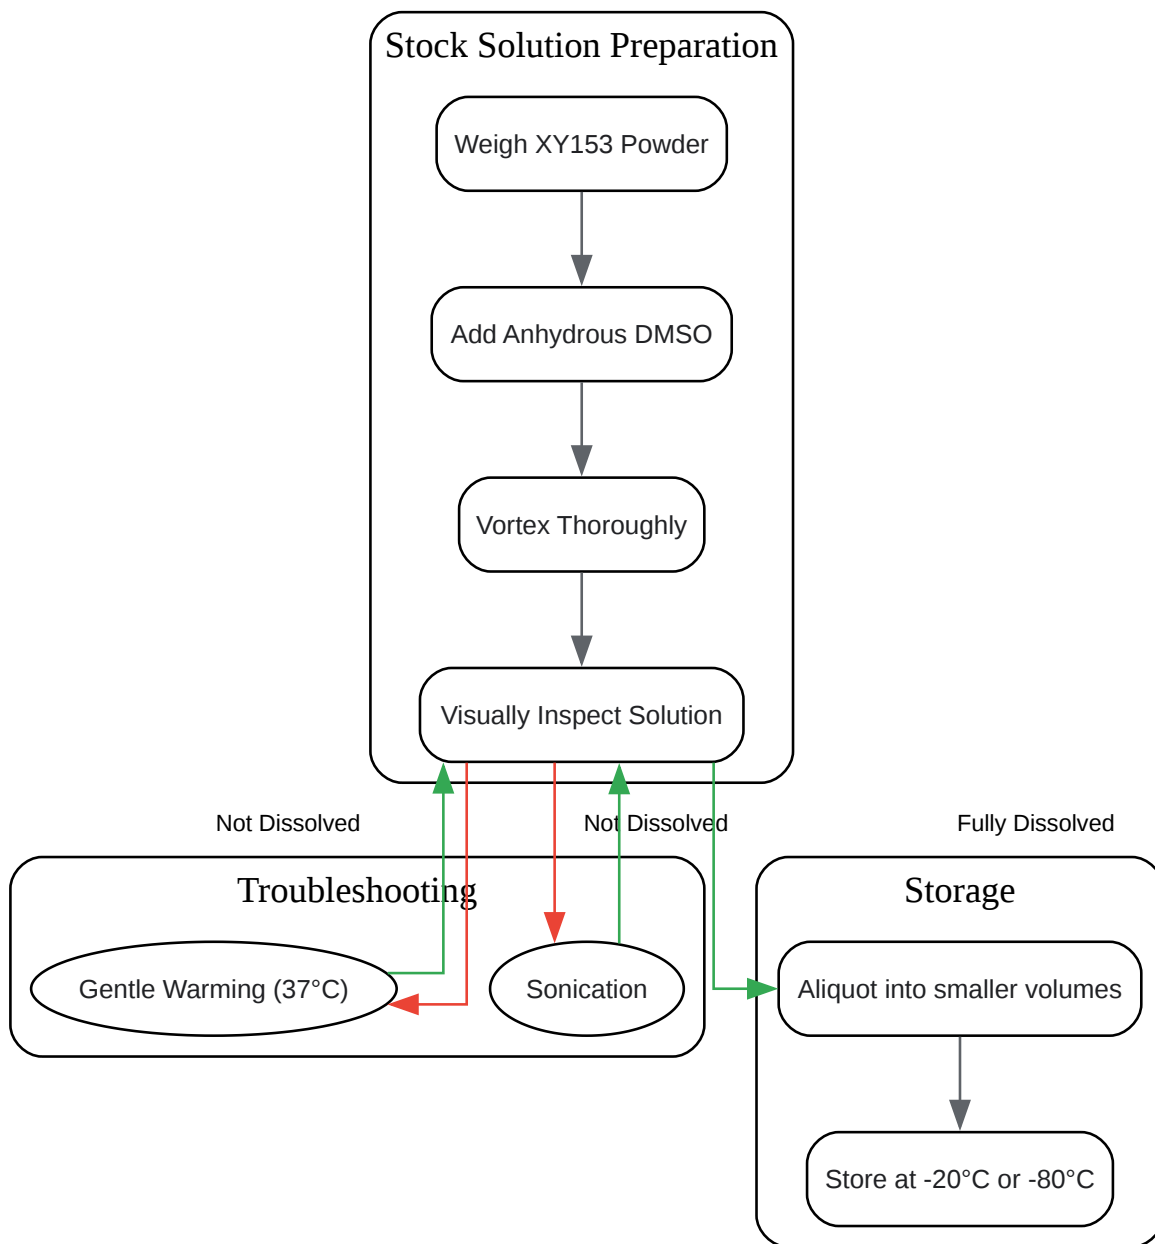 Stock Solution Preparation
Weigh XY153 Powder
Add Anhydrous DMSO
Vortex Thoroughly
Visually Inspect Solution
Not Dissolved
Not Dissolved
Fully Dissolved
Troubleshooting
Storage
Gentle Warming (37°C)
Sonication
Aliquot into smaller volumes
Store at -20°C or -80°C